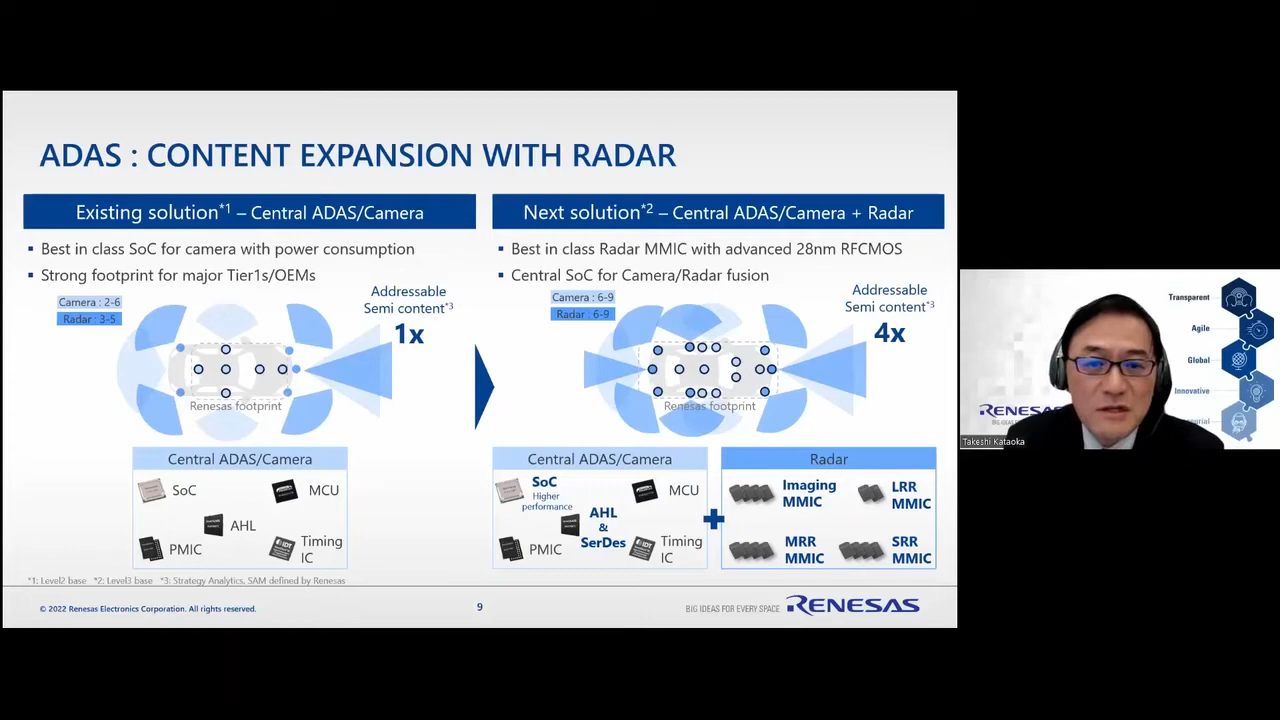 ADAS : CONTENT EXPANSION WITH RADAR
Existing solution*1 – Central ADAS/Camera
▪ Best in class SoC for camera with power consumption
▪ Strong footprint for major Tier1s/OEMs
Camera : 2-6
Radar : 3-5
Addressable
Semi content*3
1x
Renesas footprint
Central ADAS/Camera
SoC
MCU
AHL
PMIC
Timing
IC
Next solution*2 – Central ADAS/Camera + Radar
▪ Best in class Radar MMIC with advanced 28nm RFCMOS
▪ Central SoC for Camera/Radar fusion
Camera : 6-9
Radar : 6-9
Addressable
Semi content*3
4x
Renesas footprint
Central ADAS/Camera
SoC
Higher
performance
MCU
AHL
&
SerDes
PMIC
IDT
Timing
IC
Radar
Imaging
MMIC
LRR
MMIC
MRR
MMIC
SRR
MMIC
*1: Level2 base *2: Level3 base *3: Strategy Analytics, SAM defined by Renesas
© 2022 Renesas Electronics Corporation. All rights reserved.
9
BIG IDEAS FOR EVERY SPACE RENESAS
Transparent
Agile
Global
Innovative
RENESAS
Takeshi Kataoka